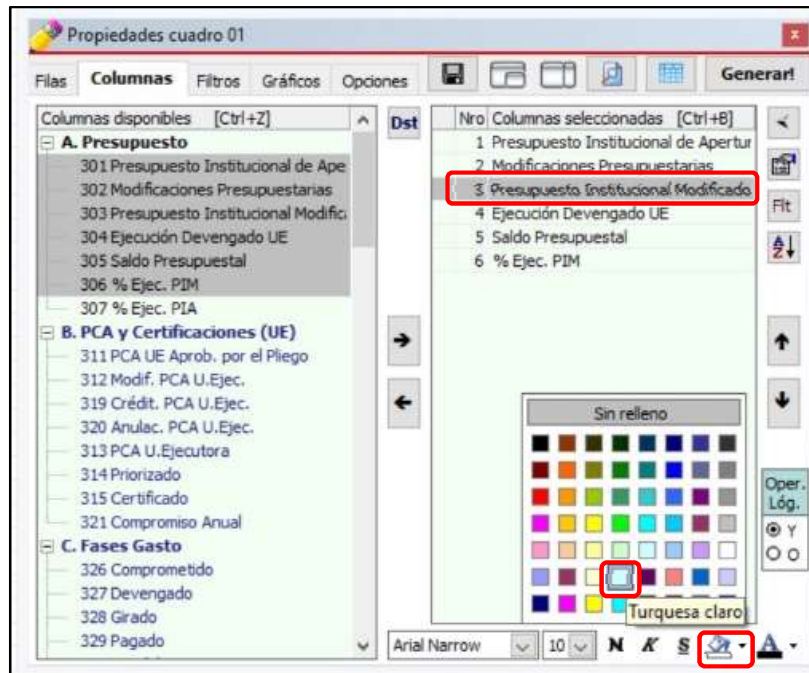 Propiedades cuadro 01
Filas Columnas Filtros Gráficos Opciones Generar!
Columnas disponibles [Ctrl+Z]
A. Presupuesto
301 Presupuesto Institucional de Ape
302 Modificaciones Presupuestarias
303 Presupuesto Institucional Modific
304 Ejecución Devengado UE
305 Saldo Presupuestal
306 % Ejec. PIM
307 % Ejec. PIA
B. PCA y Certificaciones (UE)
311 PCA UE Aprob. por el Pliego
312 Modif. PCA U.Ejec.
319 Crédit. PCA U.Ejec.
320 Anulac. PCA U.Ejec.
313 PCA U.Ejecutora
314 Priorizado
315 Certificado
321 Compromiso Anual
C. Fases Gasto
326 Comprometido
327 Devengado
328 Girado
329 Pagado
Dst
Nro Columnas seleccionadas [Ctrl+B]
1 Presupuesto Institucional de Apertur
2 Modificaciones Presupuestarias
3 Presupuesto Institucional Modificado
4 Ejecución Devengado UE
5 Saldo Presupuestal
6 % Ejec. PIM
Sin relleno
Turquesa claro
Arial Narrow 10 N K S A
Flt
A
Z
Oper.
Lóg.
Y
O